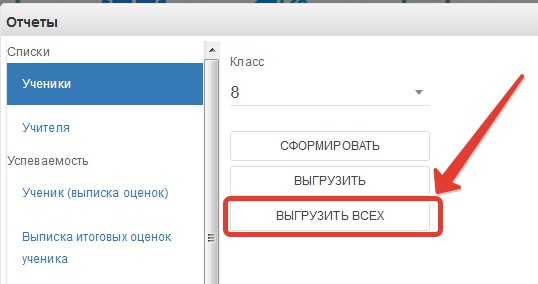 Отчеты
Списки
Ученики
Учителя
Успеваемость
Ученик (выписка оценок)
Выписка итоговых оценок
ученика
Класс
8
СФОРМИРОВАТЬ
ВЫГРУЗИТЬ
ВЫГРУЗИТЬ ВСЕХ